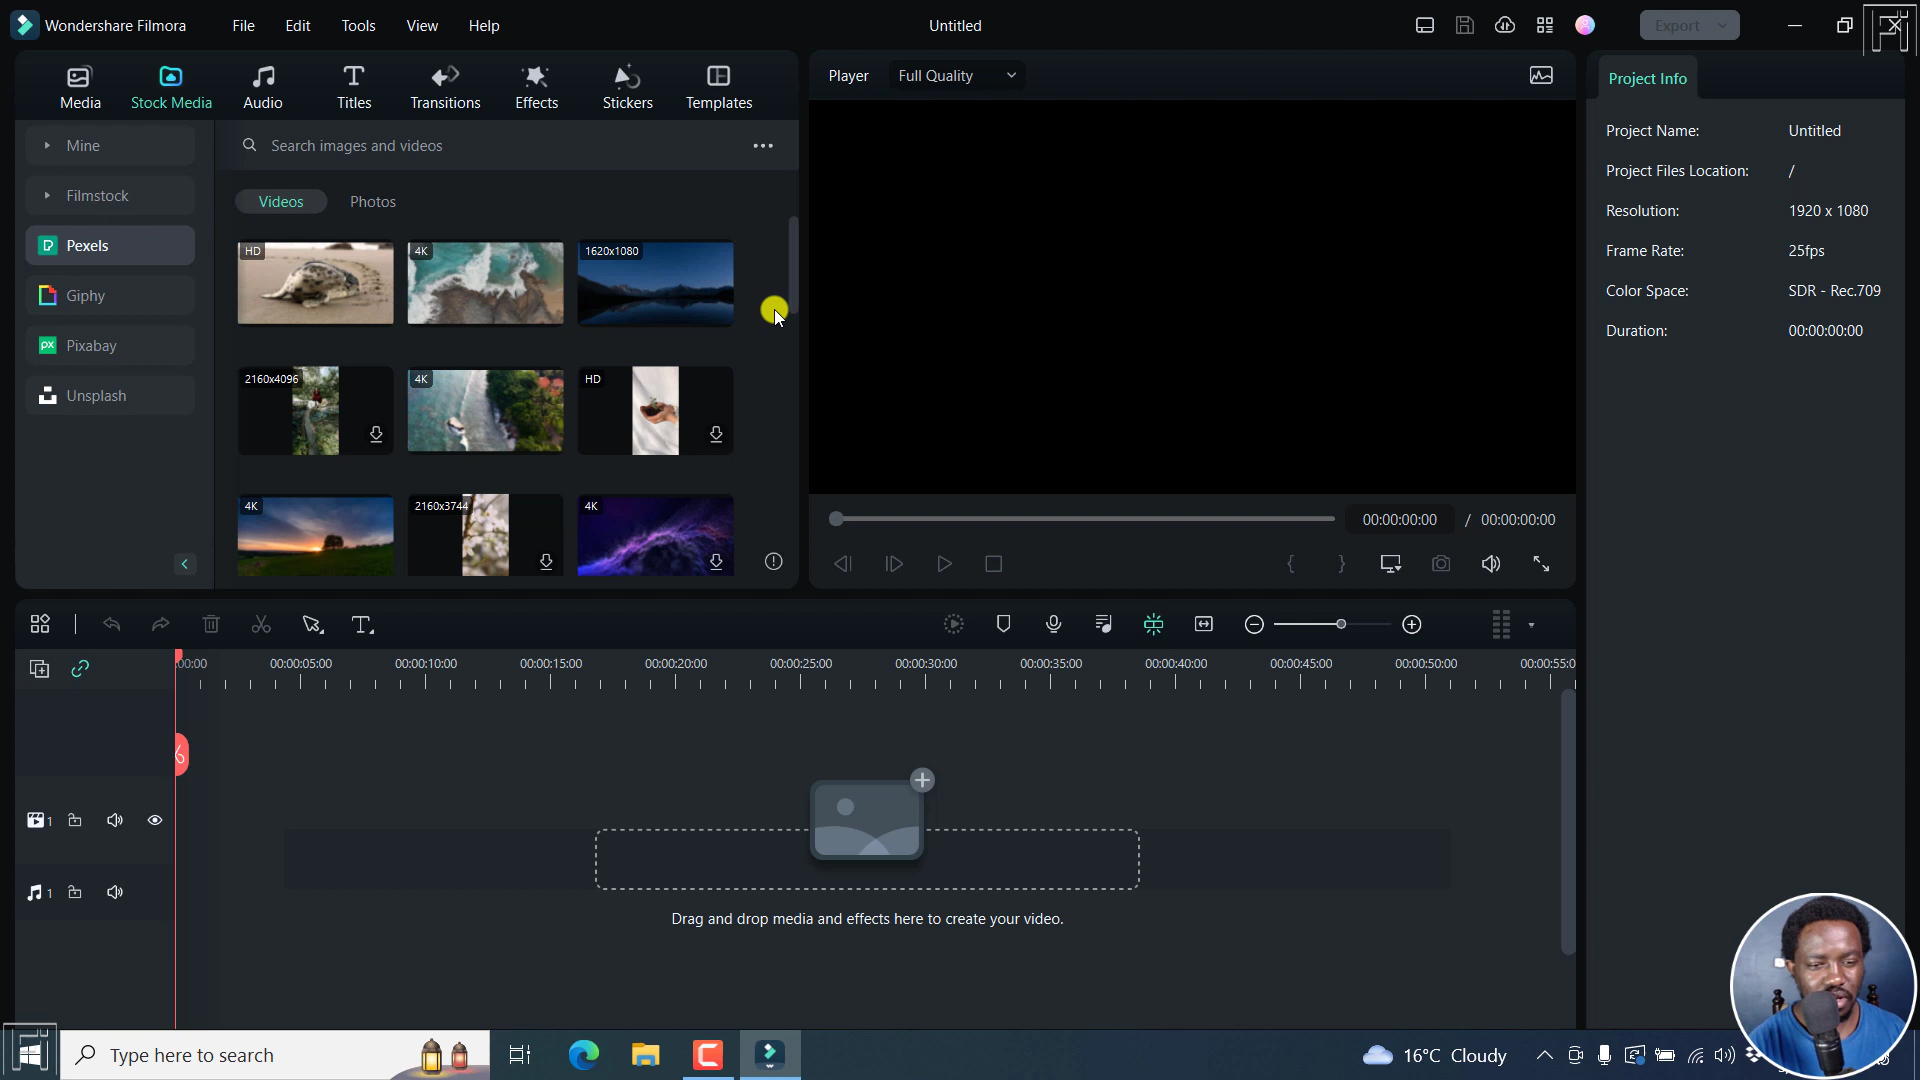 Wondershare Filmora
File
Edit
Tools
View
Help
Untitled
Export
Media
Stock Media
Audio
Titles
Transitions
Effects
Stickers
Templates
Player
Full Quality
Project Info
Mine
Filmstock
Pexels
Giphy
px Pixabay
Unsplash
Search images and videos
Videos
Photos
HD
4K
1620x1080
2160x4096
4K
HD
4K
2160x3744
4K
Project Name: Untitled
Project Files Location: /
Resolution: 1920 x 1080
Frame Rate: 25fps
Color Space: SDR - Rec.709
Duration: 00:00:00:00
00:00:00:00 / 00:00:00:00
:00:00
00:00:05:00
00:00:10:00
00:00:15:00
00:00:20:00
00:00:25:00
00:00:30:00
00:00:35:00
00:00:40:00
00:00:45:00
00:00:50:00
00:00:55:0
1
1
Drag and drop media and effects here to create your video.
Type here to search
16°C Cloudy